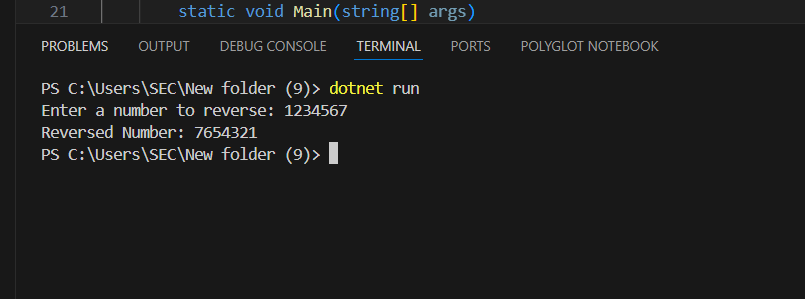 21 static void Main(string[] args)
PROBLEMS OUTPUT DEBUG CONSOLE TERMINAL PORTS POLYGLOT NOTEBOOK
PS C:\Users\SEC\New folder (9)> dotnet run
Enter a number to reverse: 1234567
Reversed Number: 7654321
PS C:\Users\SEC\New folder (9)>